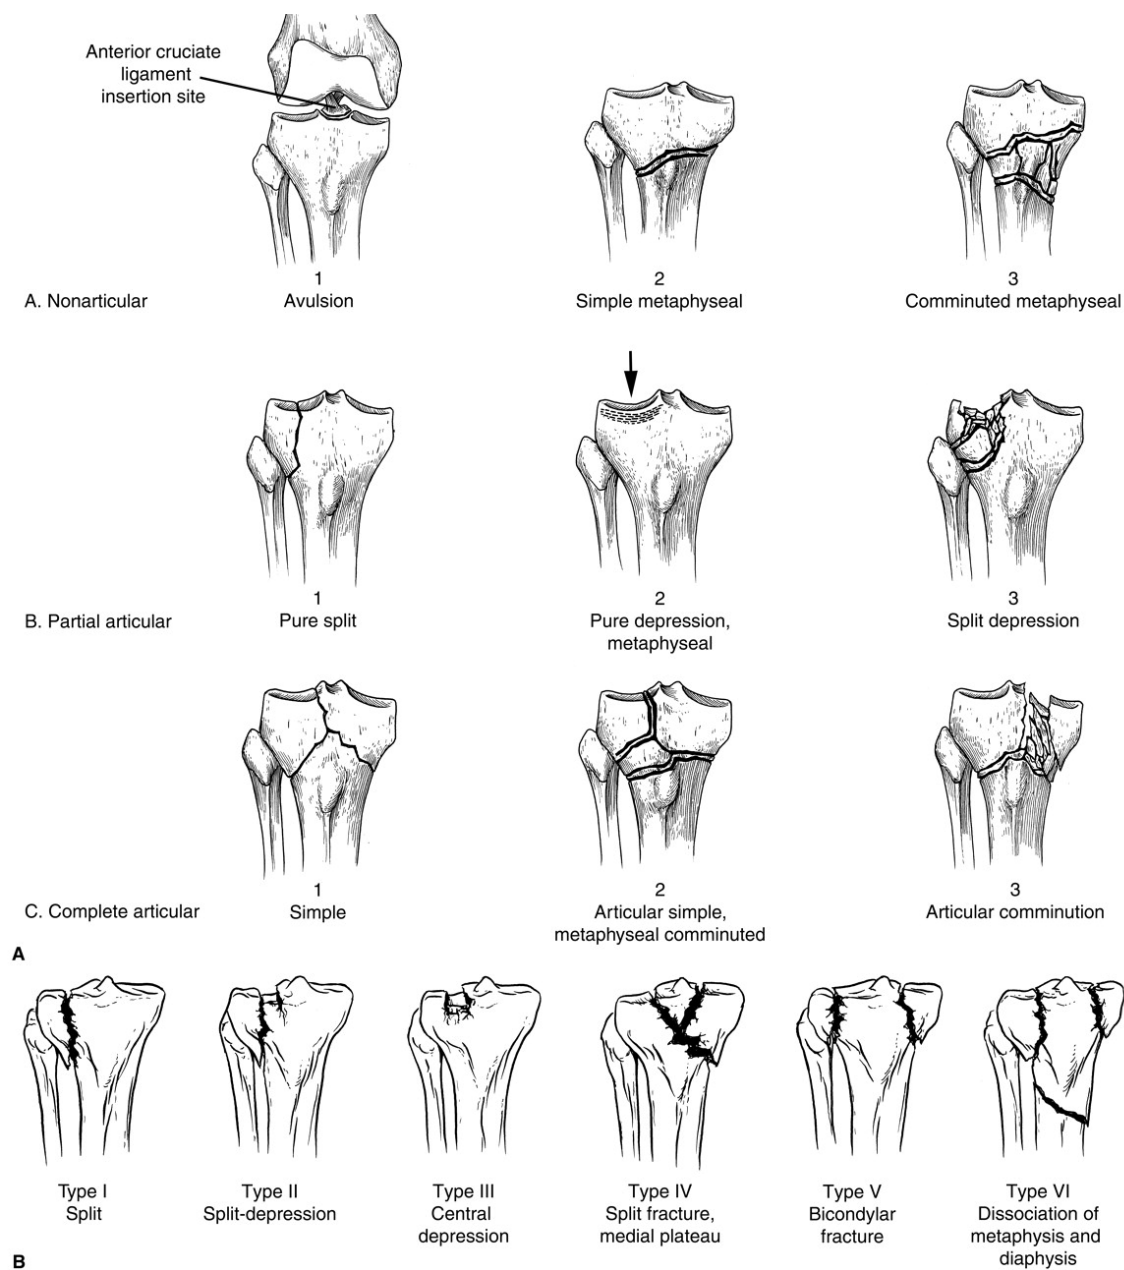 Anterior cruciate
ligament
insertion site
1
2
3
A. Nonarticular
Avulsion
Simple metaphyseal
Comminuted metaphyseal
1
2
3
B. Partial articular
Pure split
Pure depression,
metaphyseal
Split depression
1
2
3
C. Complete articular
Simple
Articular simple,
metaphyseal comminuted
Articular comminution
A
Type I
Split
Type II
Split-depression
Type III
Central
depression
Type IV
Split fracture,
medial plateau
Type V
Bicondylar
fracture
Type VI
Dissociation of
metaphysis and
diaphysis
B